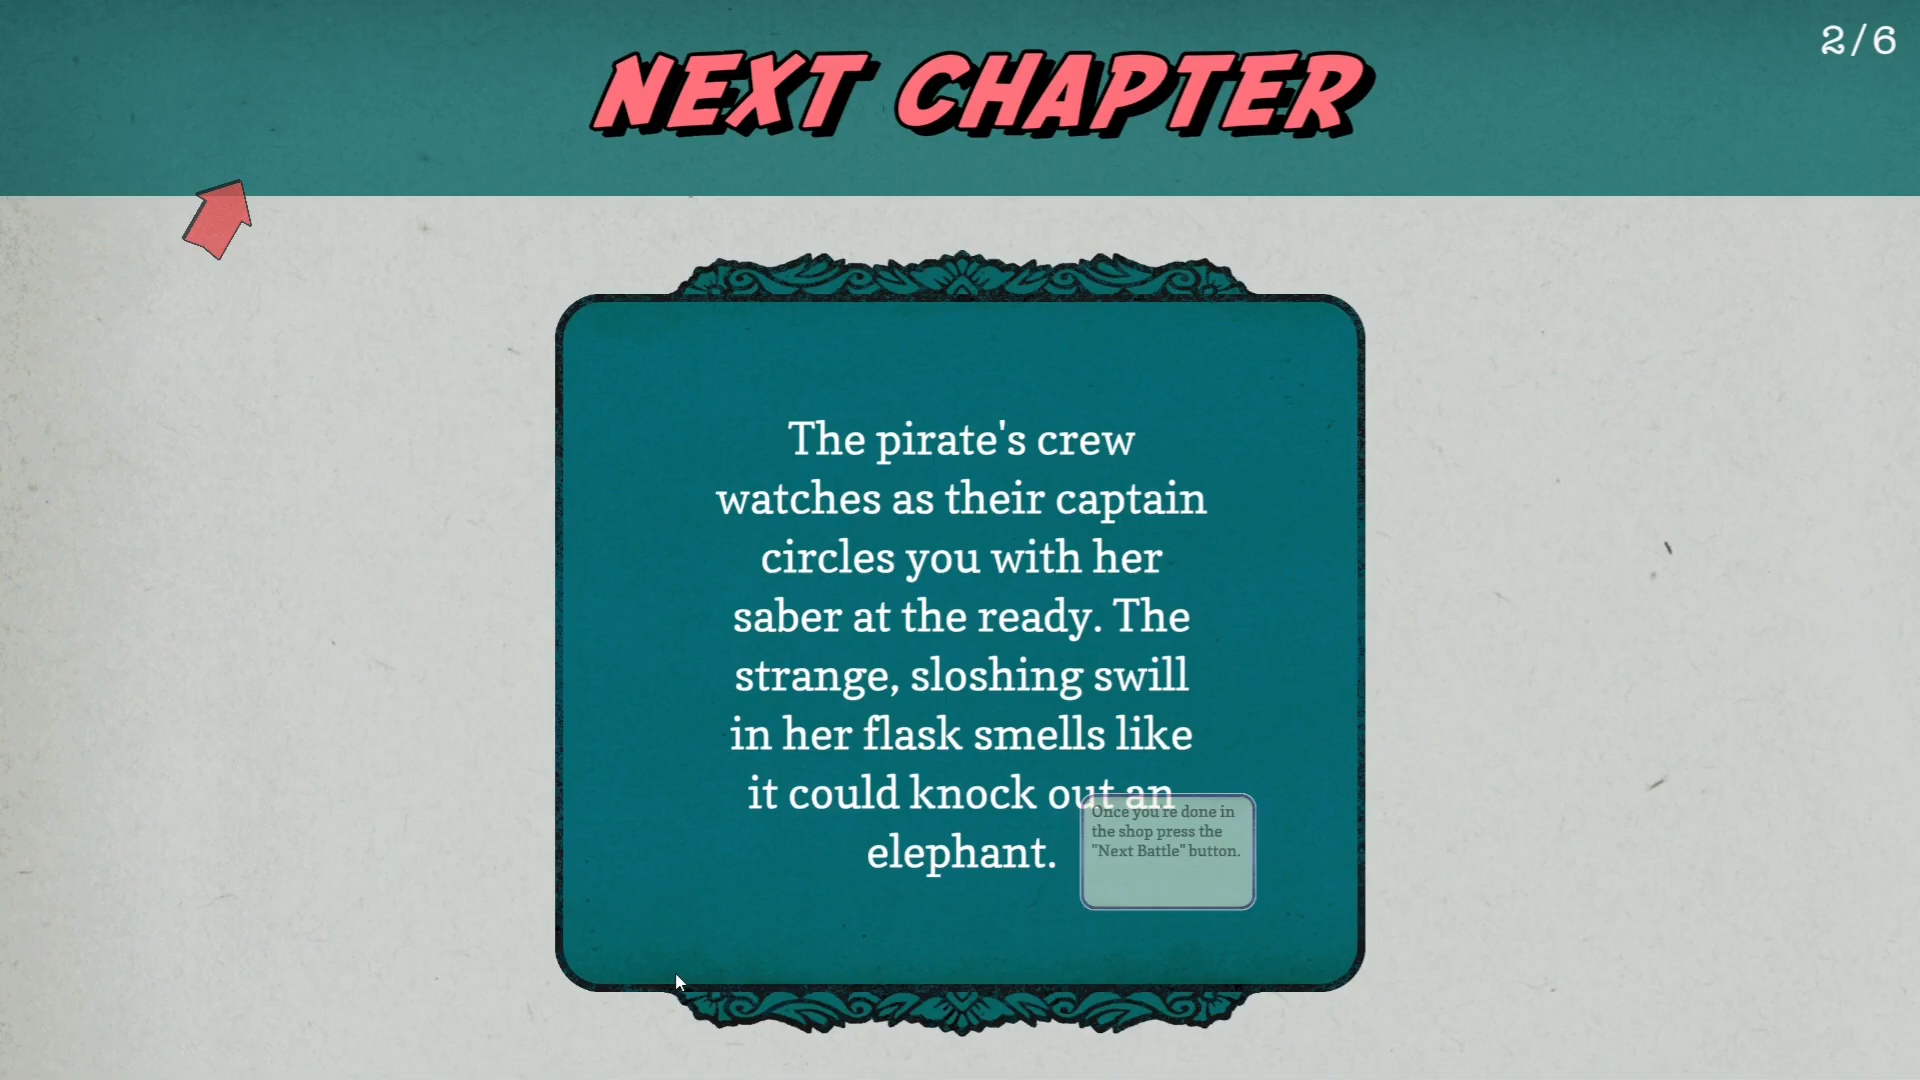 2/6
NEXT CHAPTER
The pirate's crew
watches as their captain
circles you with her
saber at the ready. The
strange, sloshing swill
in her flask smells like
it could knock out an
elephant.
Once you're done in
the shop press the
"Next Battle" button.